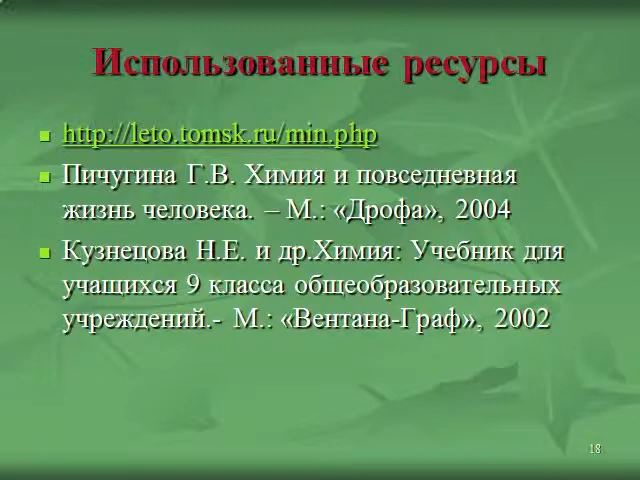 Использованные ресурсы
http://leto.tomsk.ru/min.php
Пичугина Г.В. Химия и повседневная
жизнь человека. – М.: «Дрофа», 2004
Кузнецова Н.Е. и др.Химия: Учебник для
учащихся 9 класса общеобразовательных
учреждений.- М.: «Вентана-Граф», 2002
18